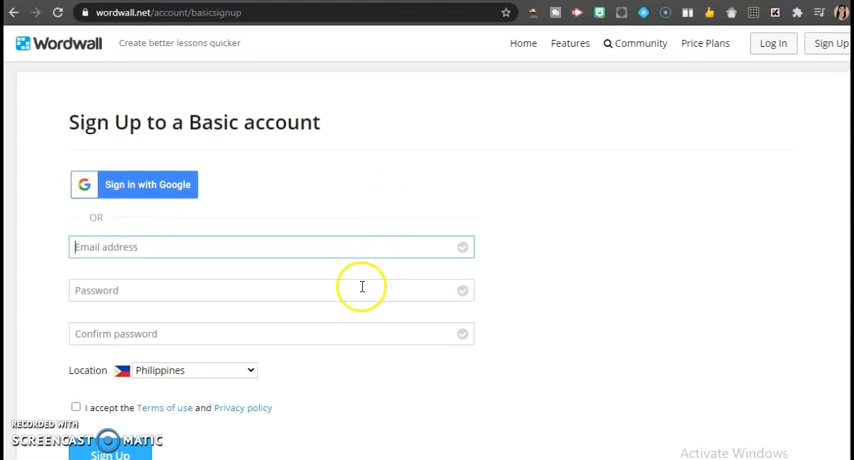 wordwall.net/account/basicsignup
Wordwall Create better lessons quicker Home Features Community Price Plans Log In Sign Up
Sign Up to a Basic account
Sign in with Google
OR
Email address
Password
Confirm password
Location Philippines
I accept the Terms of use and Privacy policy
RECORDED WITH
SCREENCAST MATIC
Sign Up
Activate Windows